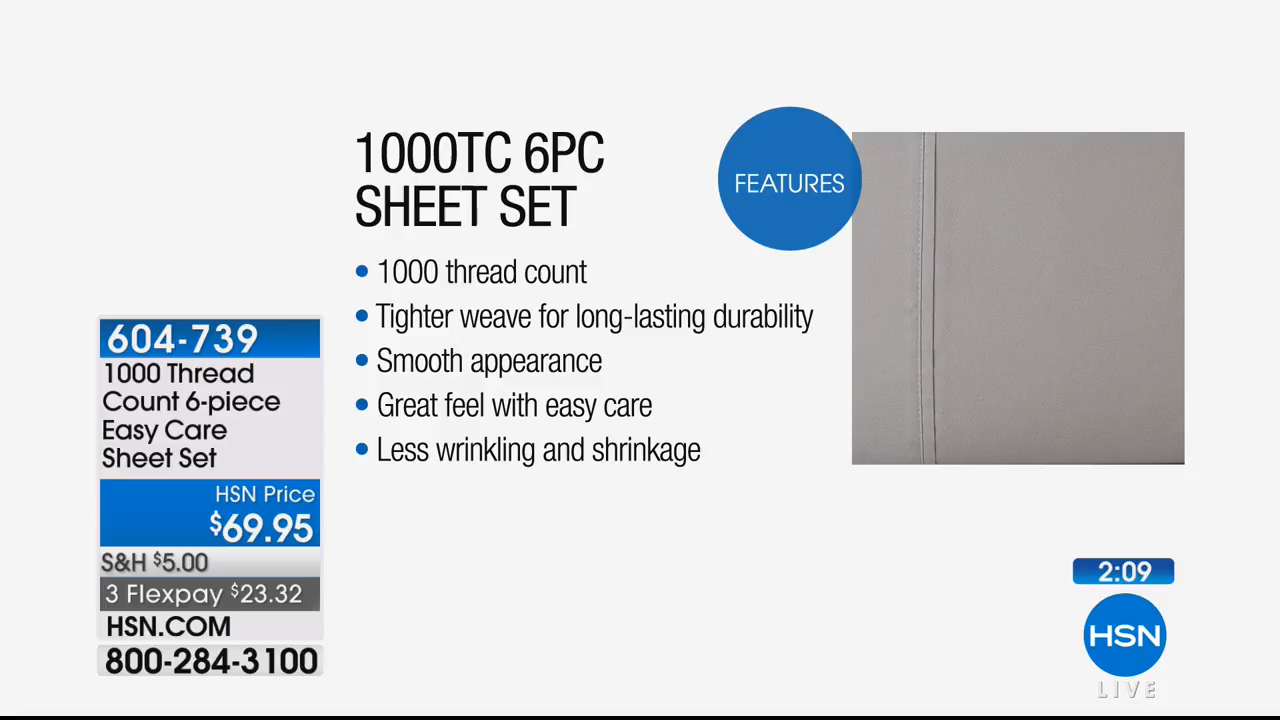 1000TC 6PC
SHEET SET
FEATURES
• 1000 thread count
• Tighter weave for long-lasting durability
• Smooth appearance
• Great feel with easy care
• Less wrinkling and shrinkage
604-739
1000 Thread
Count 6-piece
Easy Care
Sheet Set
HSN Price
$69.95
S&H $5.00
3 Flexpay $23.32
HSN.COM
800-284-3100
2:09
HSN
LIVE